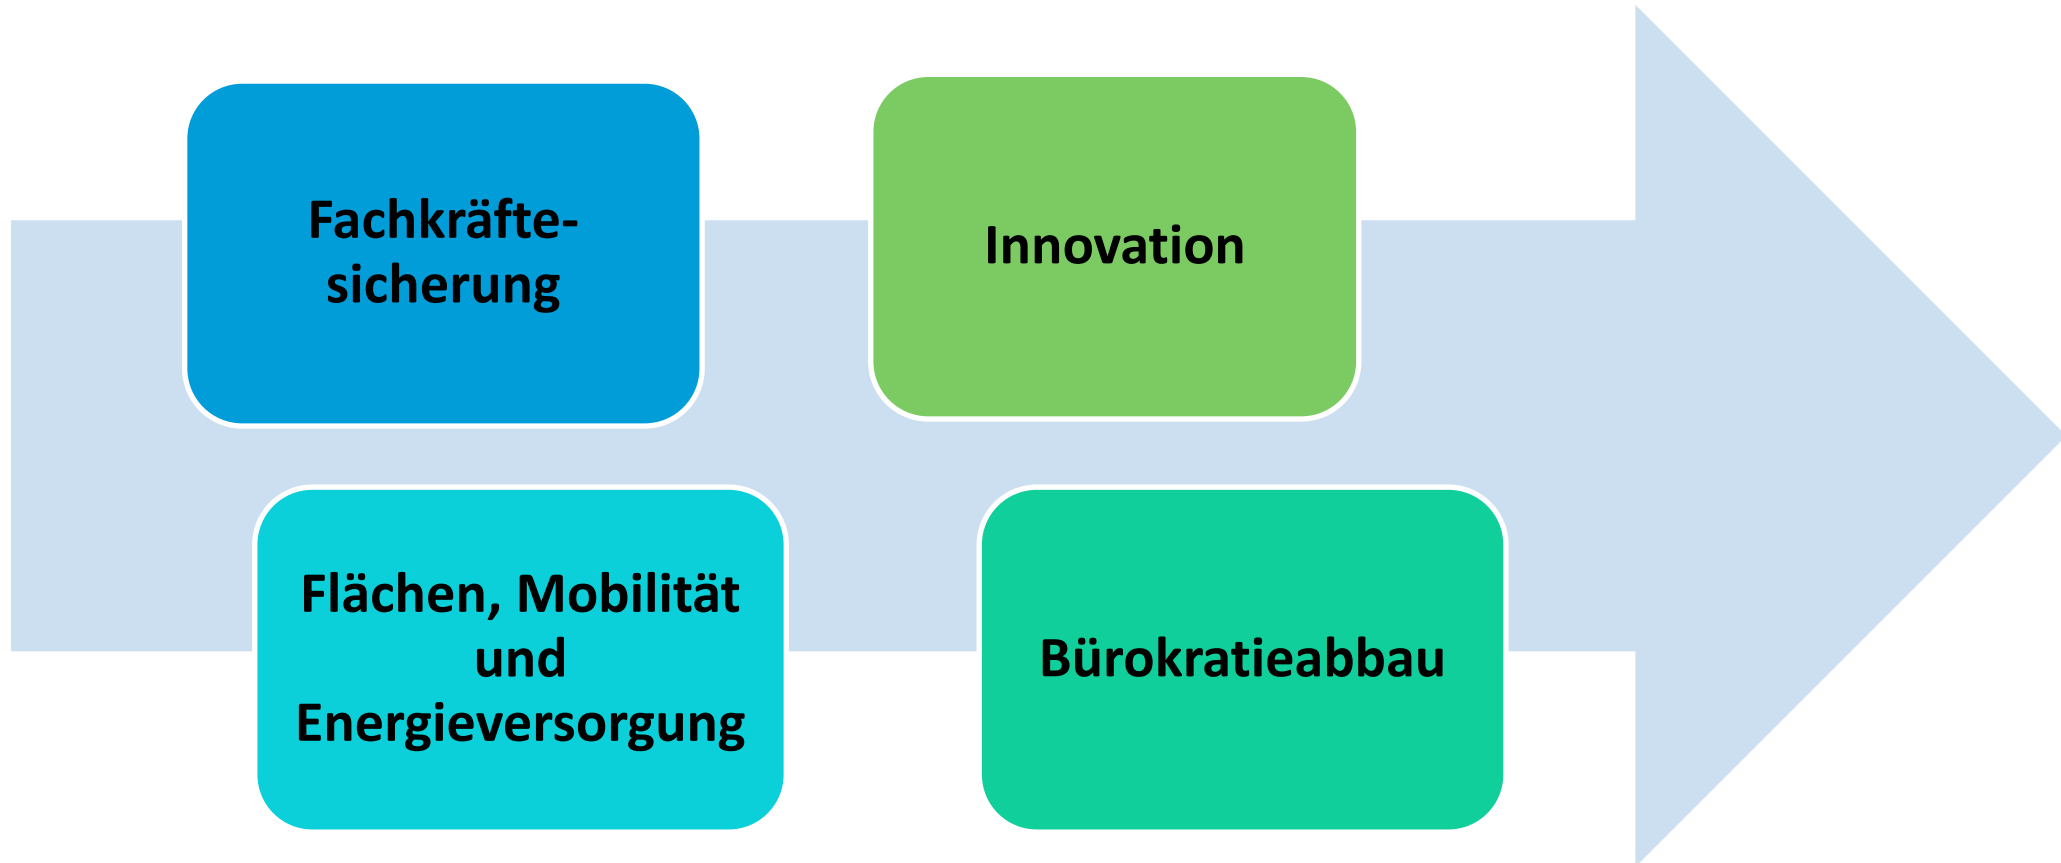 Fachkräfte-
sicherung
Innovation
Flächen, Mobilität
und
Energieversorgung
Bürokratieabbau